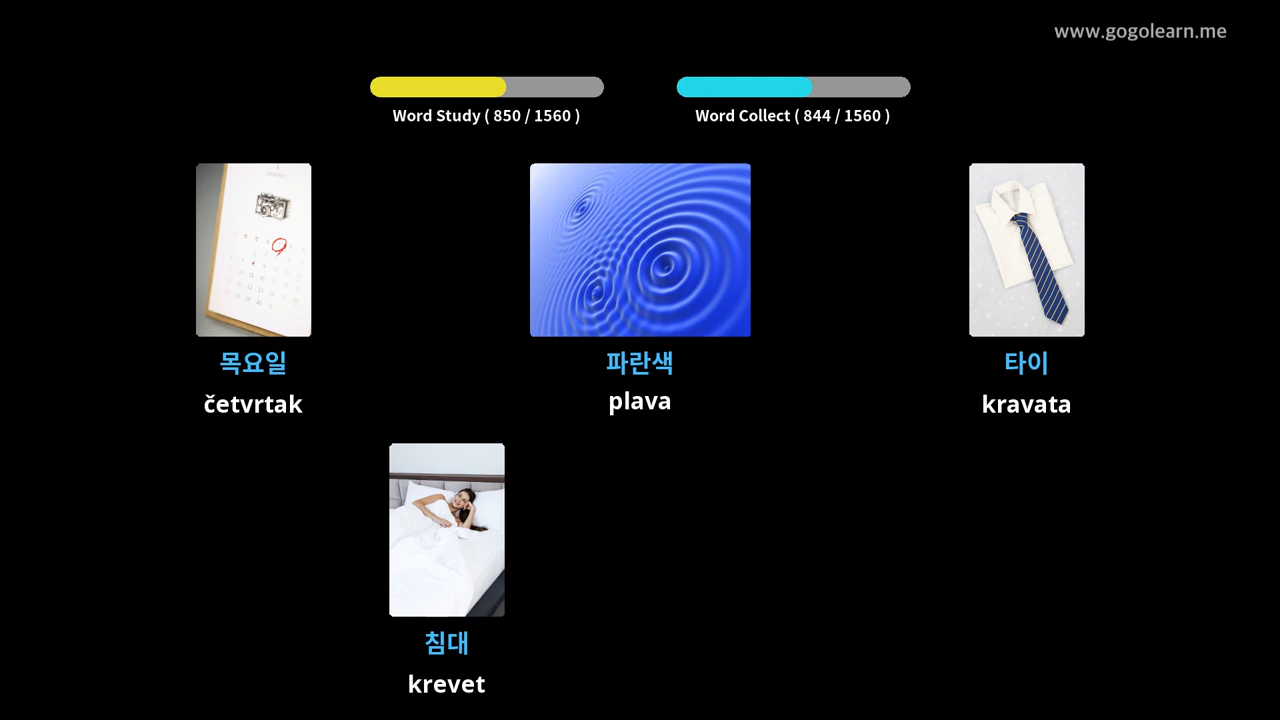 www.gogolearn.me
Word Study ( 850 / 1560 )
Word Collect ( 844 / 1560 )
목요일
četvrtak
파란색
plava
타이
kravata
침대
krevet